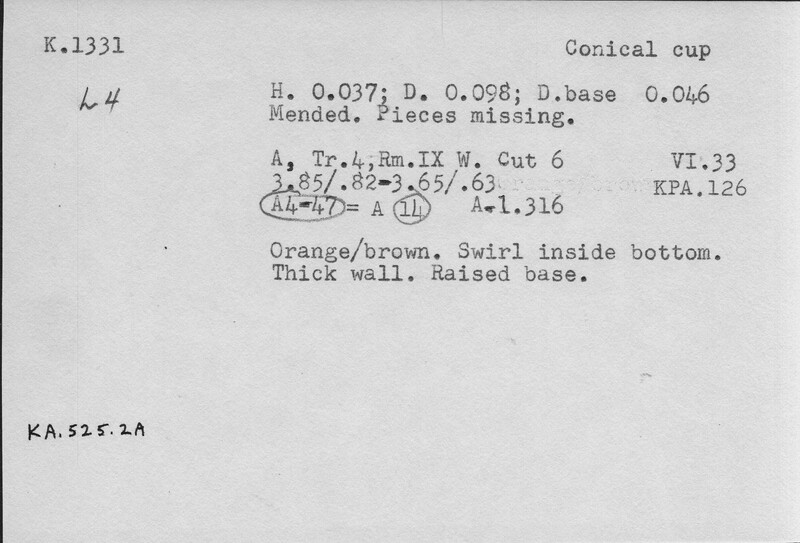 K.1331 Conical cup
L4
H. 0.037; D. 0.098; D.base 0.046
Mended. Pieces missing.
A, Tr.4, Rm.IX W. Cut 6 VI.33
3.85/.82-3.65/.63 KPA.126
A4-47 = A 14 A-1.316
Orange/brown. Swirl inside bottom.
Thick wall. Raised base.
KA.525.2A